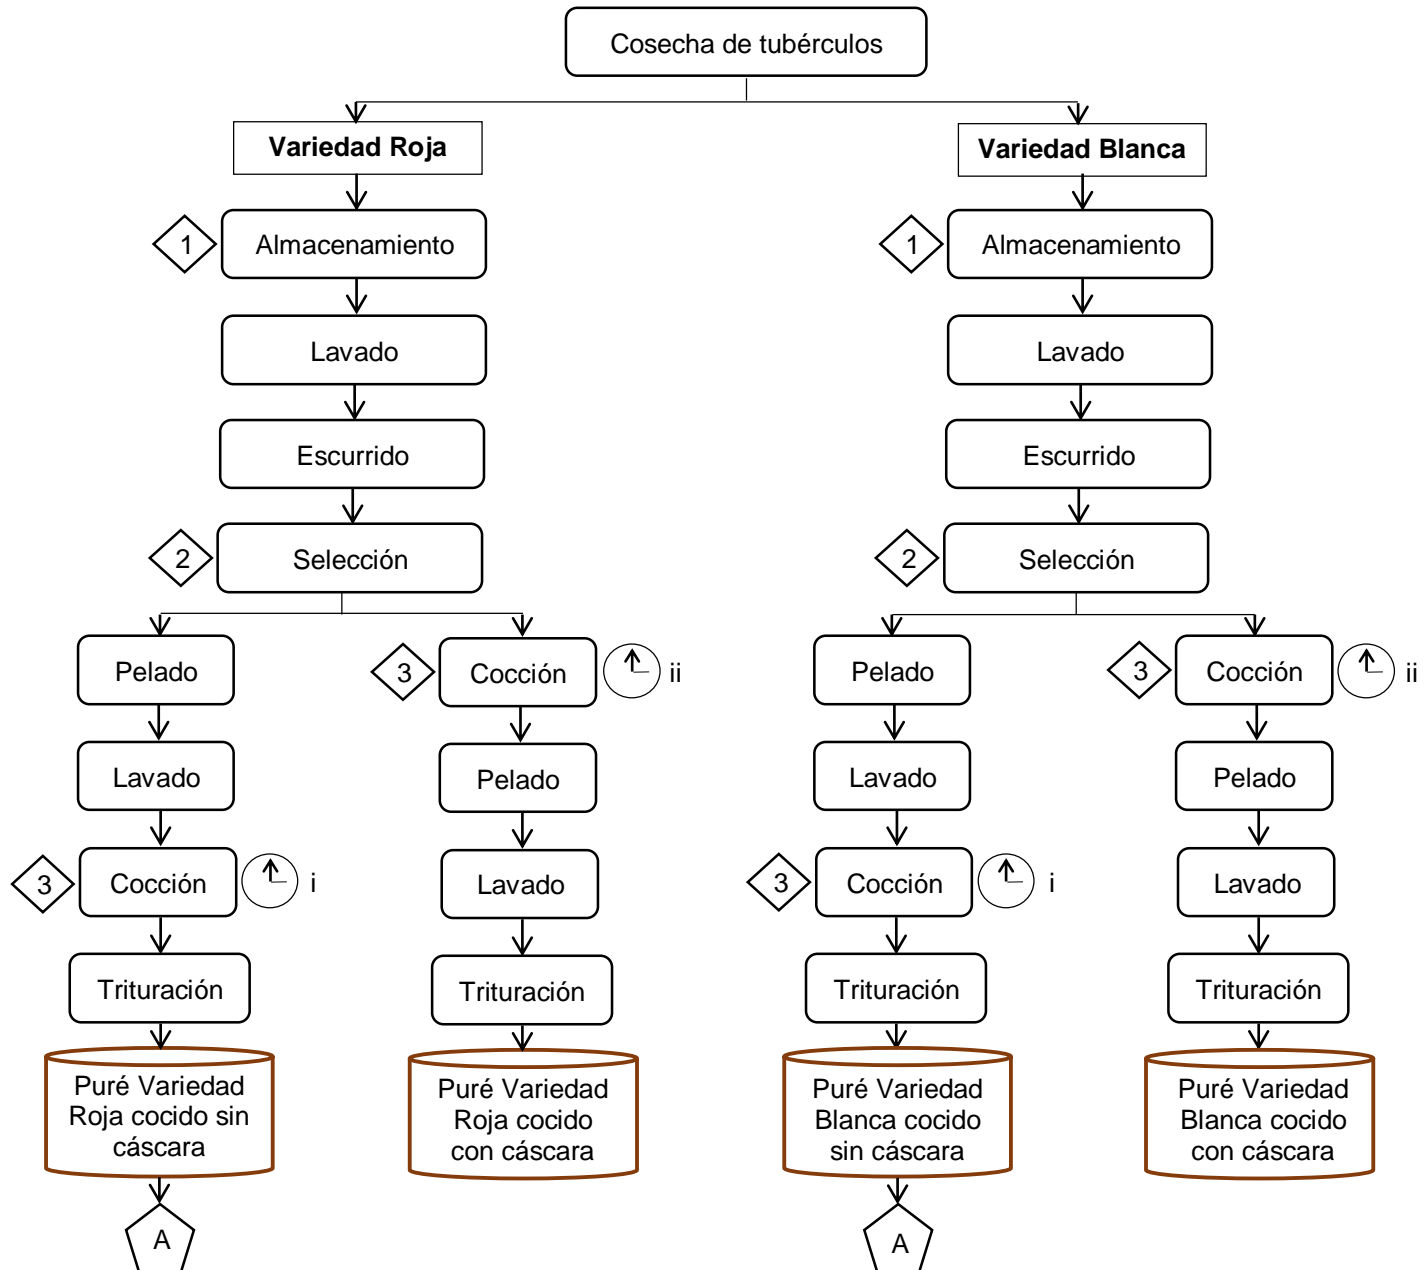 Cosecha de tubérculos
Variedad Roja
Variedad Blanca
1
Almacenamiento
1
Almacenamiento
Lavado
Lavado
Escurrido
Escurrido
2
Selección
2
Selección
Pelado
3
Cocción
ii
Pelado
3
Cocción
ii
Lavado
Pelado
Lavado
Pelado
3
Cocción
i
Lavado
3
Cocción
i
Lavado
Trituración
Trituración
Trituración
Trituración
Puré Variedad
Roja cocido sin
cáscara
Puré Variedad
Roja cocido
con cáscara
Puré Variedad
Blanca cocido
sin cáscara
Puré Variedad
Blanca cocido
con cáscara
A
A